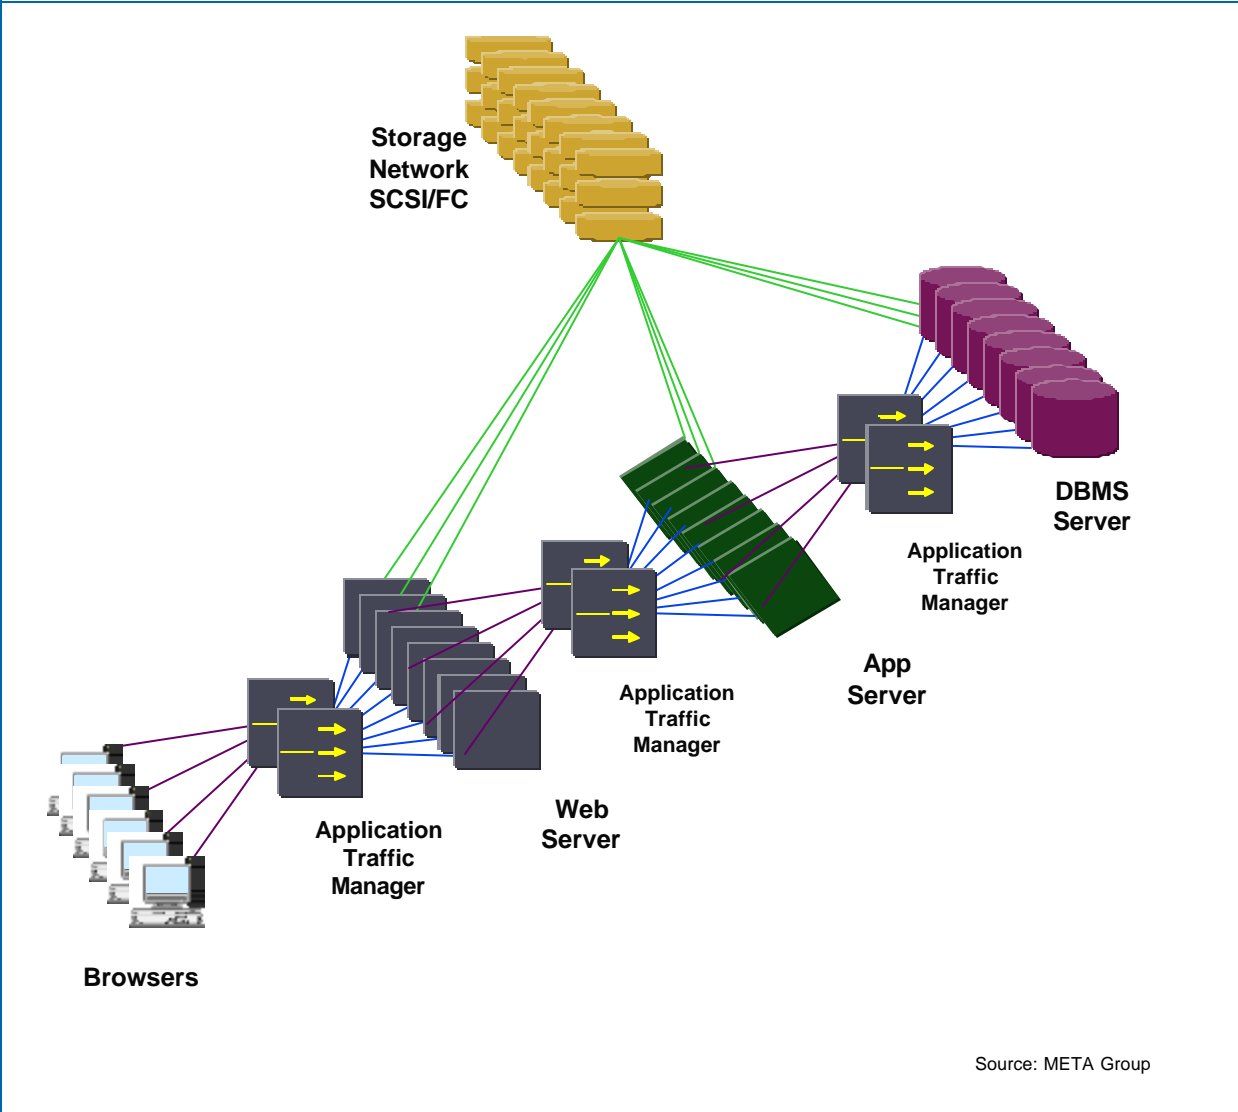 Storage
Network
SCSI/FC
DBMS
Server
Application
Traffic
Manager
App
Server
Application
Traffic
Manager
Web
Server
Application
Traffic
Manager
Browsers
Source: META Group